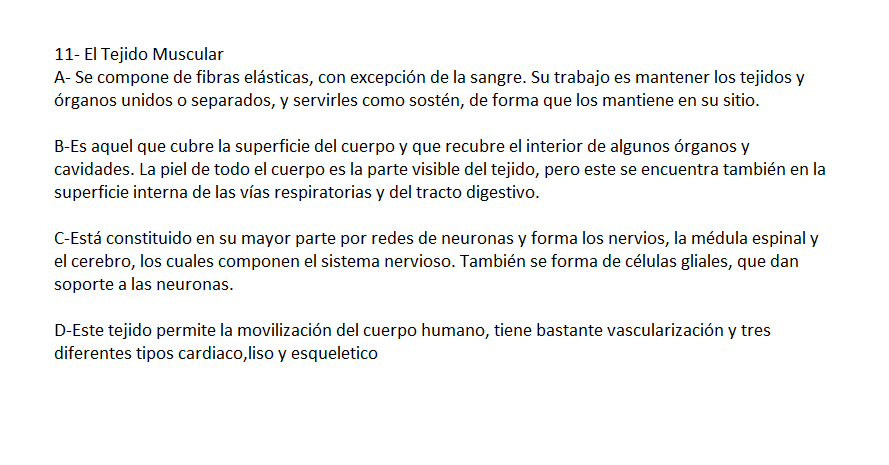 11- El Tejido Muscular
A- Se compone de fibras elásticas, con excepción de la sangre. Su trabajo es mantener los tejidos y
órganos unidos o separados, y servirles como sostén, de forma que los mantiene en su sitio.
B-Es aquel que cubre la superficie del cuerpo y que recubre el interior de algunos órganos y
cavidades. La piel de todo el cuerpo es la parte visible del tejido, pero este se encuentra también en la
superficie interna de las vías respiratorias y del tracto digestivo.
C-Está constituido en su mayor parte por redes de neuronas y forma los nervios, la médula espinal y
el cerebro, los cuales componen el sistema nervioso. También se forma de células gliales, que dan
soporte a las neuronas.
D-Este tejido permite la movilización del cuerpo humano, tiene bastante vascularización y tres
diferentes tipos cardiaco,liso y esqueletico